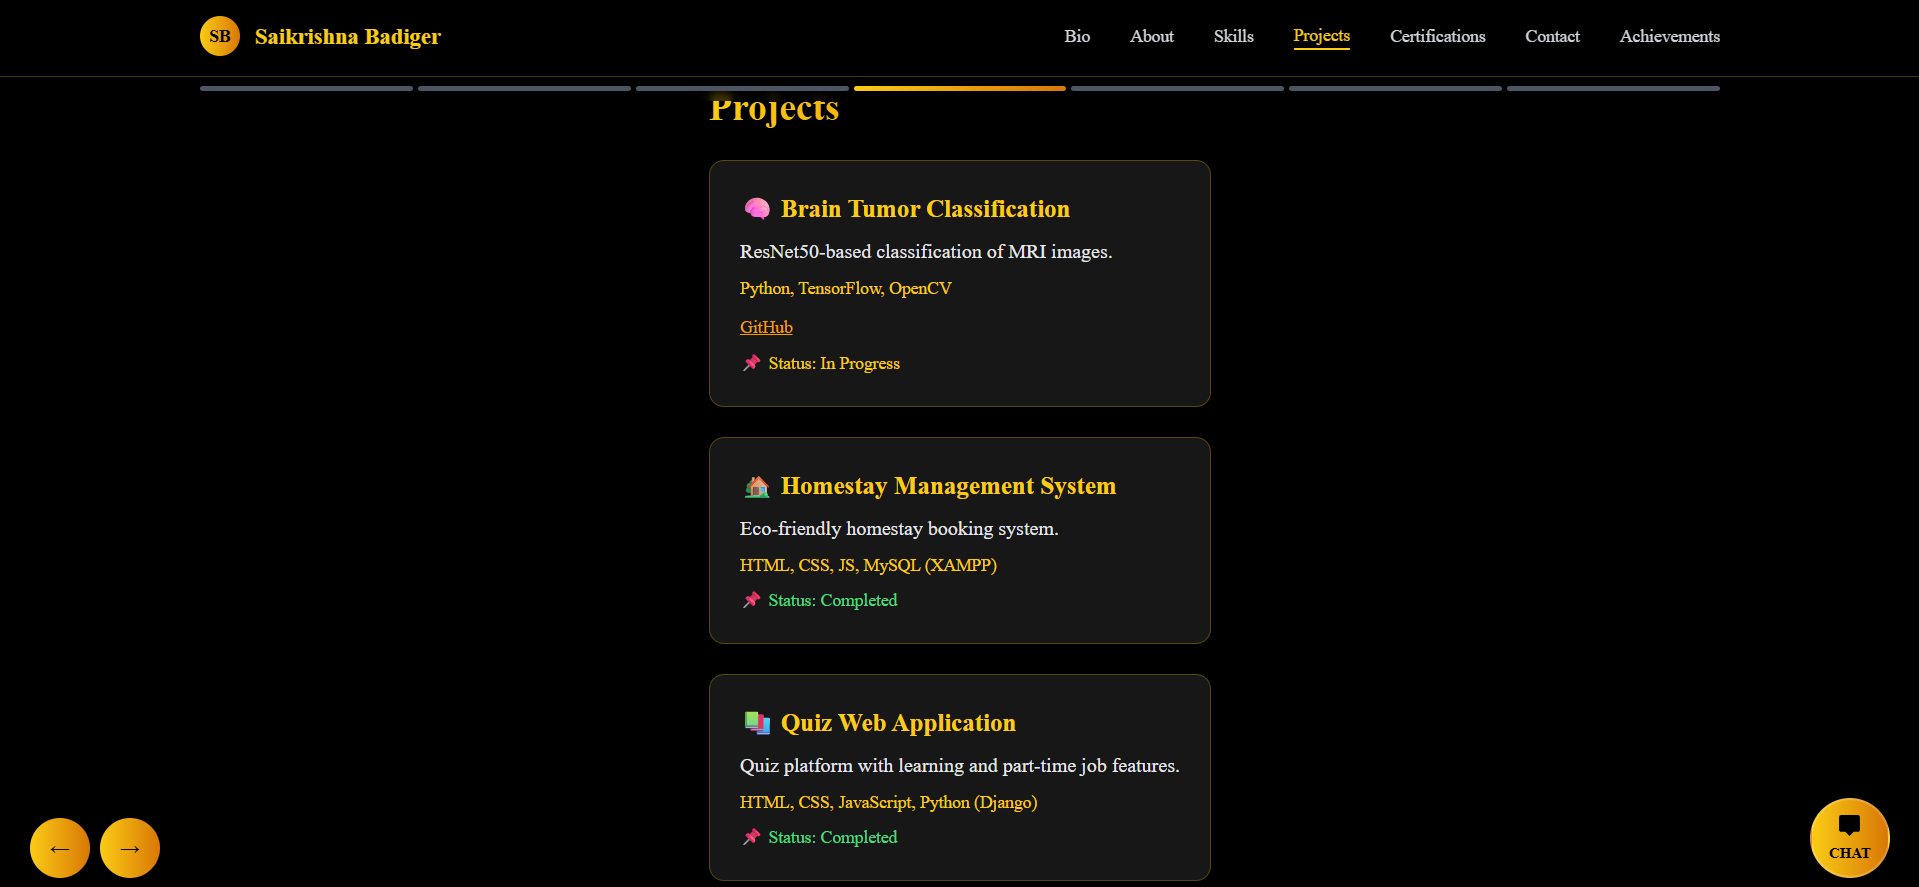 SB Saikrishna Badiger Bio About Skills Projects Certifications Contact Achievements
Projects
🧠 Brain Tumor Classification
ResNet50-based classification of MRI images.
Python, TensorFlow, OpenCV
GitHub
📌 Status: In Progress
🏡 Homestay Management System
Eco-friendly homestay booking system.
HTML, CSS, JS, MySQL (XAMPP)
📌 Status: Completed
📚 Quiz Web Application
Quiz platform with learning and part-time job features.
HTML, CSS, JavaScript, Python (Django)
📌 Status: Completed
← →
CHAT